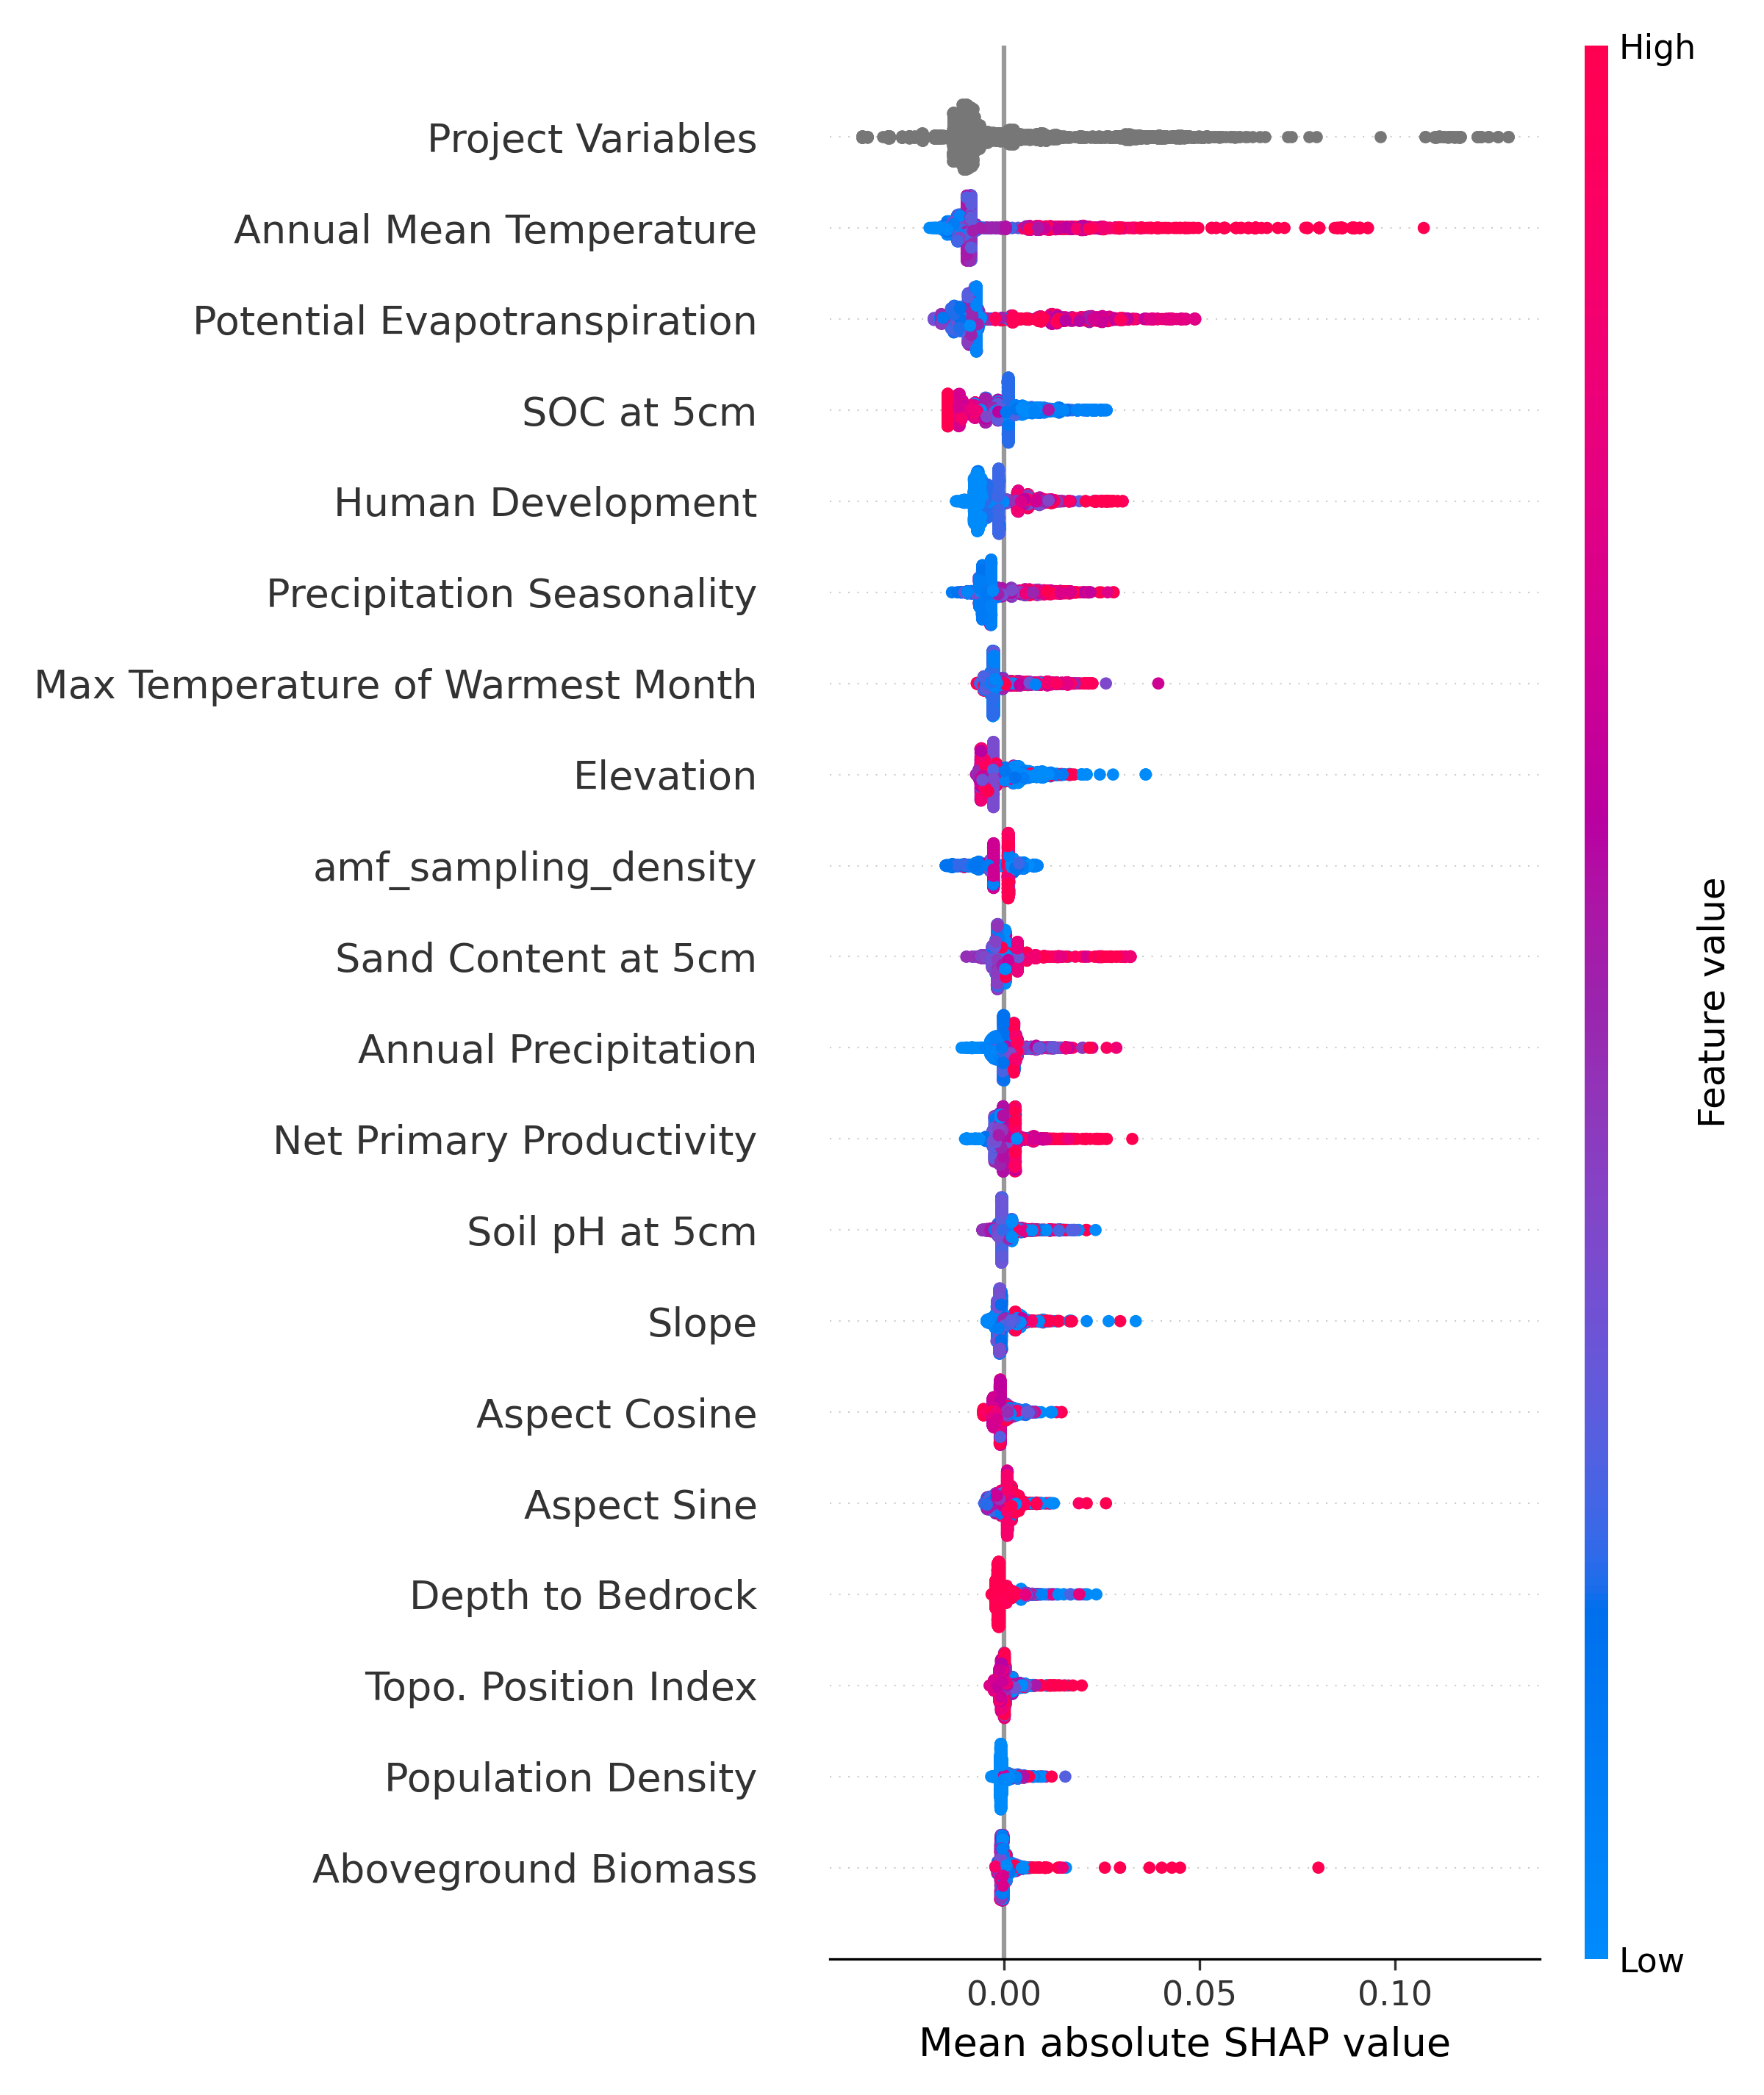 High
Project Variables
Annual Mean Temperature
Potential Evapotranspiration
SOC at 5cm
Human Development
Precipitation Seasonality
Max Temperature of Warmest Month
Elevation
amf_sampling_density
Sand Content at 5cm
Annual Precipitation
Net Primary Productivity
Soil pH at 5cm
Slope
Aspect Cosine
Aspect Sine
Depth to Bedrock
Topo. Position Index
Population Density
Aboveground Biomass
Feature value
Low
0.00 0.05 0.10
Mean absolute SHAP value